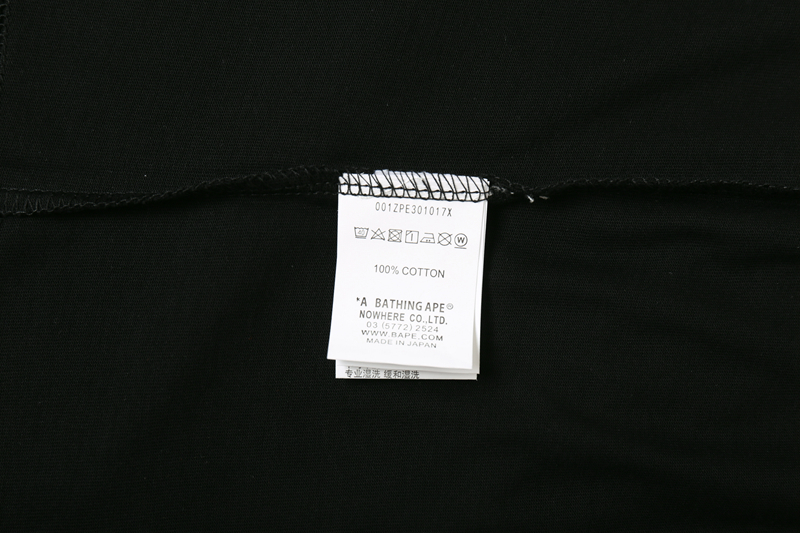 001ZPE301017X
100% COTTON
"A BATHING APE®
NOWHERE CO.,LTD.
03 (5772) 2524
WWW.BAPE.COM
MADE IN JAPAN
专业湿洗 缓和湿洗